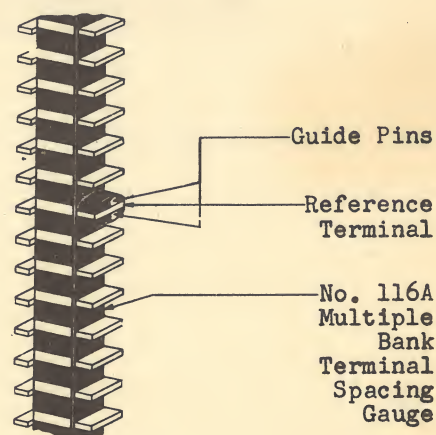 Guide Pins
Reference
Terminal
No. 116A
Multiple
Bank
Terminal
Spacing
Gauge